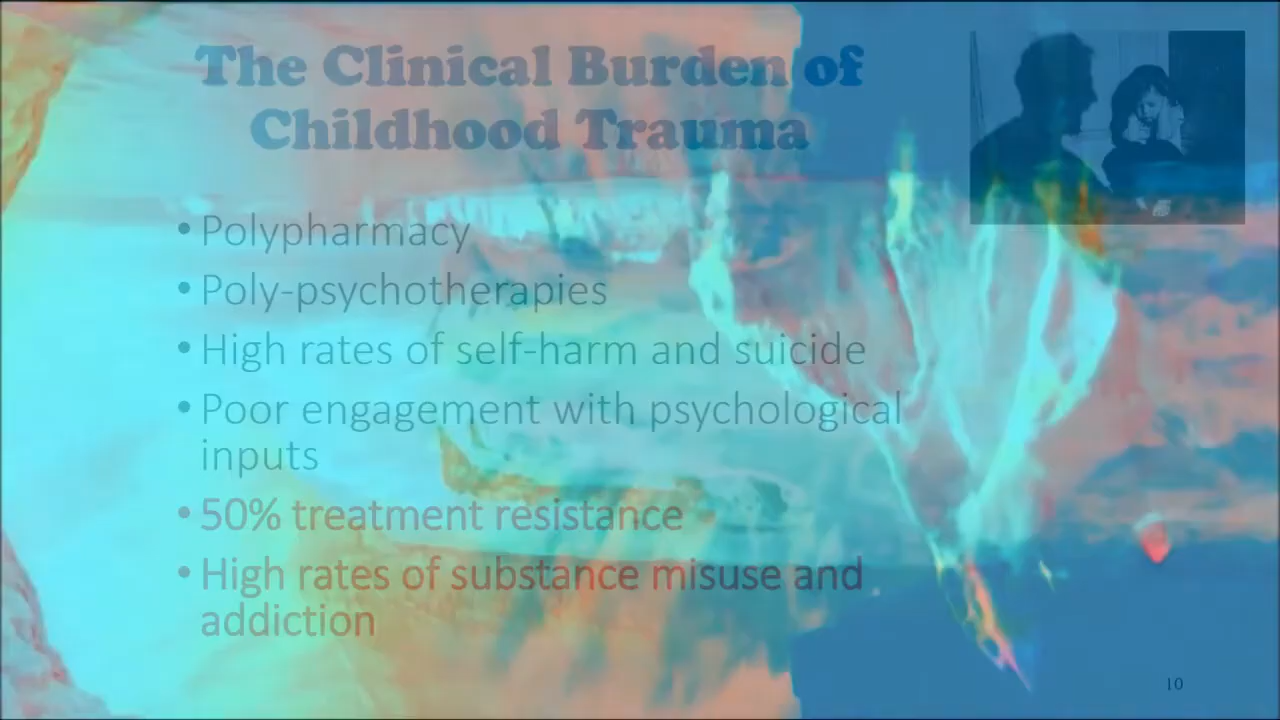 The Clinical Burden of
Childhood Trauma
• Polypharmacy
• Poly-psychotherapies
• High rates of self-harm and suicide
• Poor engagement with psychological
inputs
• 50% treatment resistance
• High rates of substance misuse and
addiction
10